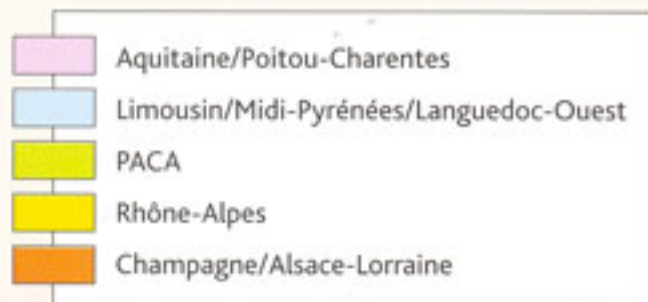 Aquitaine/Poitou-Charentes
Limousin/Midi-Pyrénées/Languedoc-Ouest
PACA
Rhône-Alpes
Champagne/Alsace-Lorraine